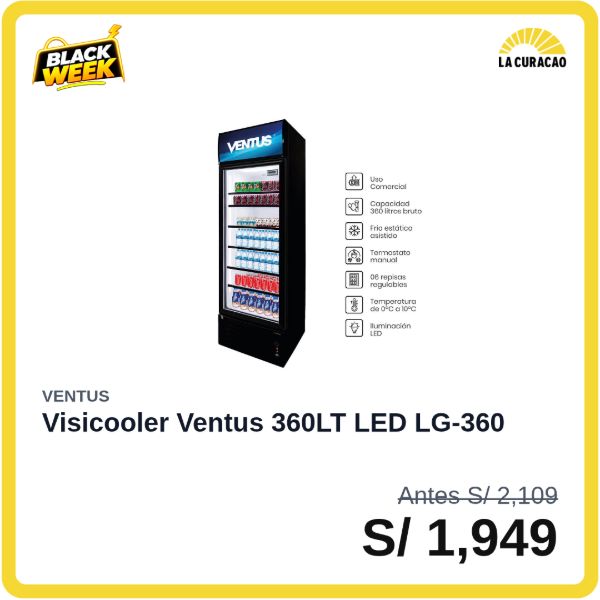 BLACK
WEEK
LA CURACAO
VENTUS
Uso
Comercial
Capacidad
360 litros bruto
Frío estático
asistido
Termostato
manual
06 repisas
regulables
Temperatura
de 0ºC a 10ºC
Iluminación
LED
VENTUS
Visicooler Ventus 360LT LED LG-360
Antes S/ 2,109
S/ 1,949